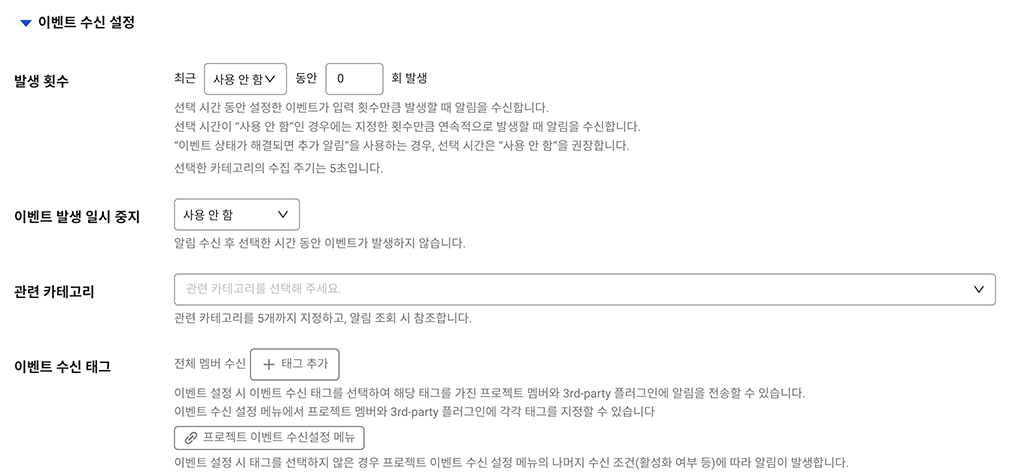 이벤트 수신 설정
발생 횟수
최근 사용 안 함 동안 0 회 발생
선택 시간 동안 설정한 이벤트가 입력 횟수만큼 발생할 때 알림을 수신합니다.
선택 시간이 “사용 안 함”인 경우에는 지정한 횟수만큼 연속적으로 발생할 때 알림을 수신합니다.
“이벤트 상태가 해결되면 추가 알림”을 사용하는 경우, 선택 시간은 “사용 안 함”을 권장합니다.
선택한 카테고리의 수집 주기는 5초입니다.
이벤트 발생 일시 중지
사용 안 함
알림 수신 후 선택한 시간 동안 이벤트가 발생하지 않습니다.
관련 카테고리
관련 카테고리를 선택해 주세요.
관련 카테고리를 5개까지 지정하고, 알림 조회 시 참조합니다.
이벤트 수신 태그
전체 멤버 수신 + 태그 추가
이벤트 설정 시 이벤트 수신 태그를 선택하여 해당 태그를 가진 프로젝트 멤버와 3rd-party 플러그인에 알림을 전송할 수 있습니다.
이벤트 수신 설정 메뉴에서 프로젝트 멤버와 3rd-party 플러그인에 각각 태그를 지정할 수 있습니다
프로젝트 이벤트 수신설정 메뉴
이벤트 설정 시 태그를 선택하지 않은 경우 프로젝트 이벤트 수신 설정 메뉴의 나머지 수신 조건(활성화 여부 등)에 따라 알림이 발생합니다.